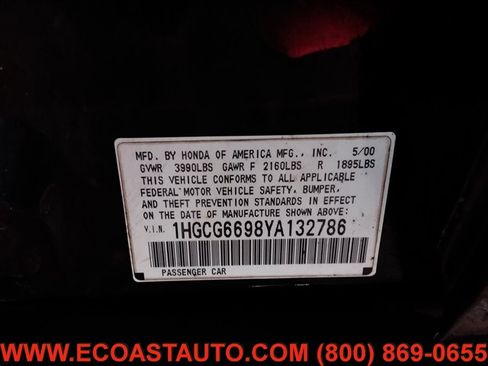 MFD. BY HONDA OF AMERICA MFG., INC. 5/00
GVWR 3990LBS GAWR F 2160LBS R 1895LBS
THIS VEHICLE CONFORMS TO ALL APPLICABLE
FEDERAL MOTOR VEHICLE SAFETY, BUMPER,
AND THEFT PREVENTION STANDARDS IN EFFECT
ON THE DATE OF MANUFACTURE SHOWN ABOVE:
V.I.N. 1HGCG6698YA132786
PASSENGER CAR
WWW.ECOASTAUTO.COM (800) 869-0655